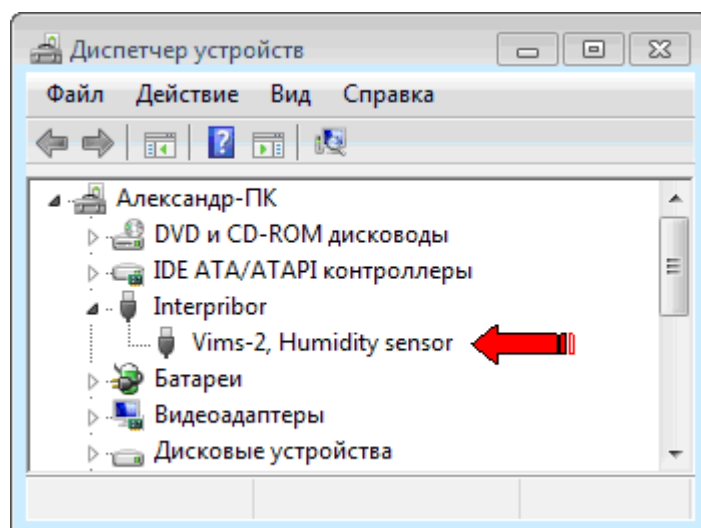 Диспетчер устройств
Файл Действие Вид Справка
Александр-ПК
DVD и CD-ROM дисководы
IDE ATA/ATAPI контроллеры
Interpribor
Vims-2, Humidity sensor
Батареи
Видеоадаптеры
Дисковые устройства